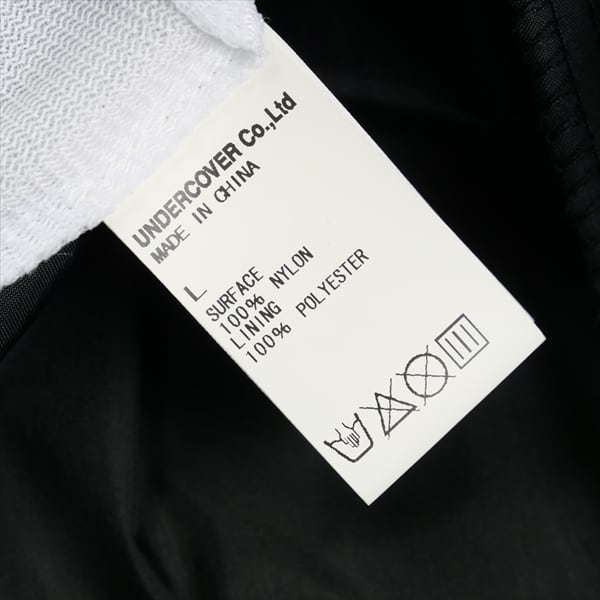 UNDERCOVER Co.,Ltd
MADE IN CHINA
L
SURFACE
100% NYLON
LINING
100% POLYESTER